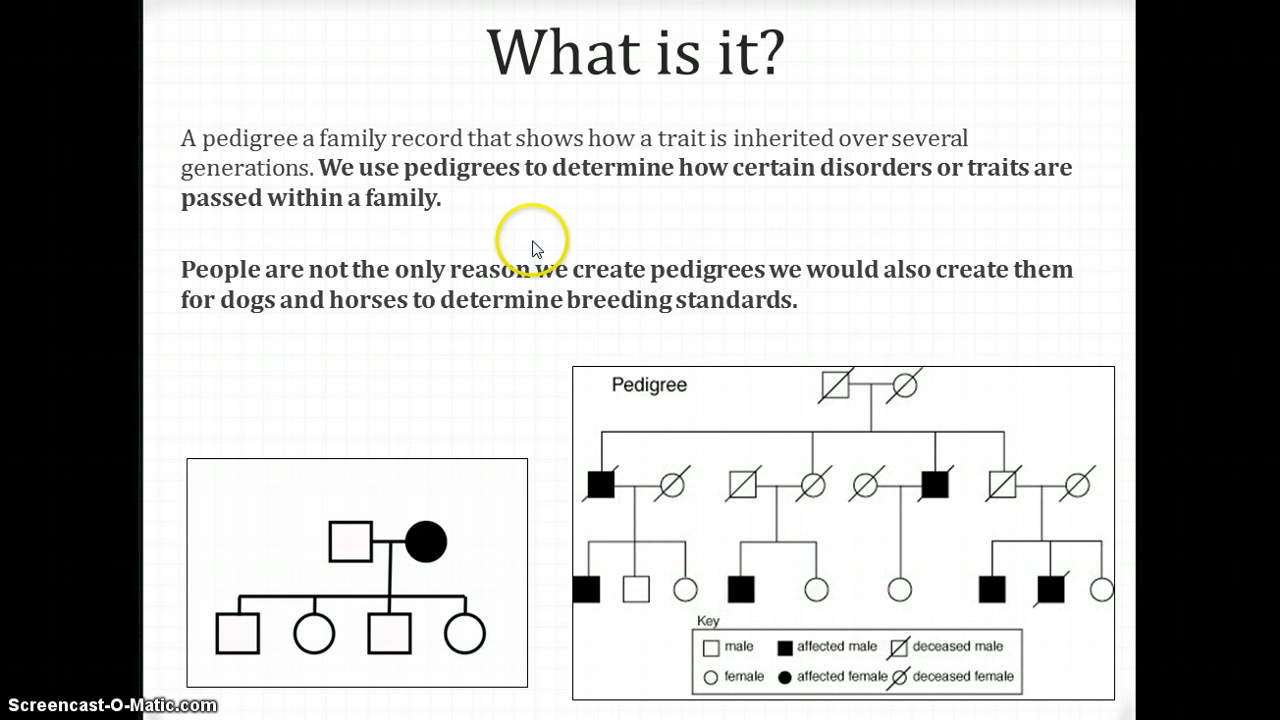 What is it?
A pedigree a family record that shows how a trait is inherited over several
generations. We use pedigrees to determine how certain disorders or traits are
passed within a family.
People are not the only reason we create pedigrees we would also create them
for dogs and horses to determine breeding standards.
Pedigree
Key
male affected male deceased male
female affected female deceased female
Screencast-O-Matic.com